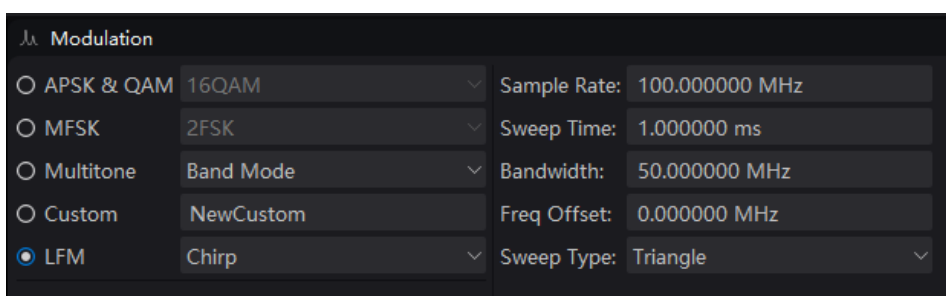 Modulation
APSK & QAM 16QAM Sample Rate: 100.000000 MHz
MFSK 2FSK Sweep Time: 1.000000 ms
Multitone Band Mode Bandwidth: 50.000000 MHz
Custom NewCustom Freq Offset: 0.000000 MHz
LFM Chirp Sweep Type: Triangle